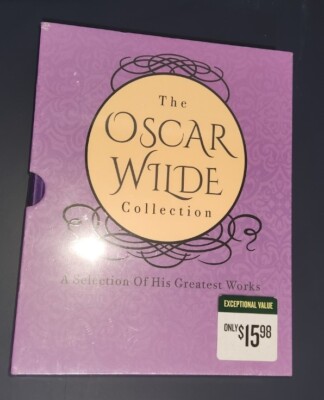 The
OSCAR
WILDE
Collection
A Selection Of His Greatest Works
EXCEPTIONAL VALUE
ONLY $15.98